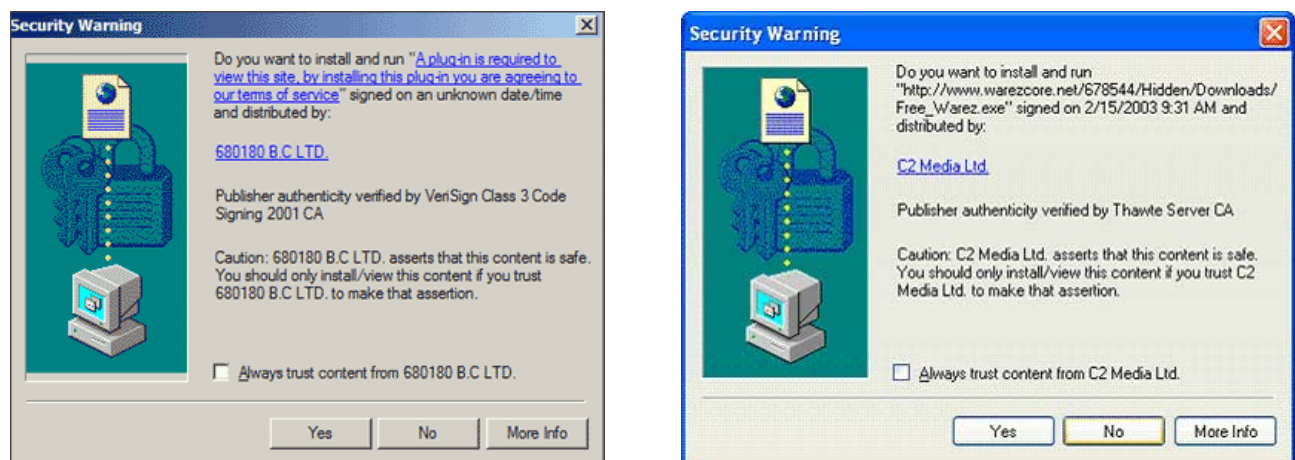 Security Warning
Do you want to install and run "A plug-in is required to
view this site, by installing this plug-in you are agreeing to
our terms of service" signed on an unknown date/time
and distributed by:
680180 B.C LTD.
Publisher authenticity verified by VeriSign Class 3 Code
Signing 2001 CA
Caution: 680180 B.C LTD. asserts that this content is safe.
You should only install/view this content if you trust
680180 B.C LTD. to make that assertion.
Always trust content from 680180 B.C LTD.
Yes No More Info
Security Warning
Do you want to install and run
"http://www.warezcore.net/678544/Hidden/Downloads/
Free_Warez.exe" signed on 2/15/2003 9:31 AM and
distributed by:
C2 Media Ltd.
Publisher authenticity verified by Thawte Server CA
Caution: C2 Media Ltd. asserts that this content is safe.
You should only install/view this content if you trust C2
Media Ltd. to make that assertion.
Always trust content from C2 Media Ltd.
Yes No More Info